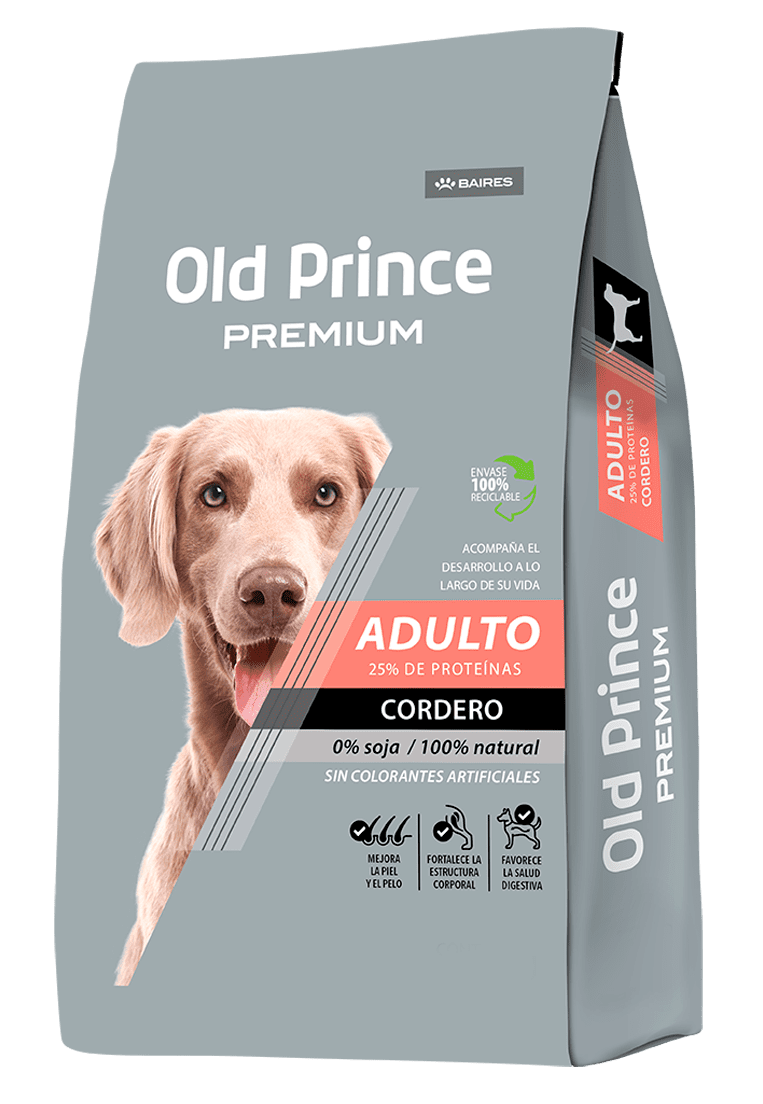 BAIRES
Old Prince
PREMIUM
ENVASE
100%
RECICLABLE
ACOMPAÑA EL
DESARROLLO A LO
LARGO DE SU VIDA
ADULTO
25% DE PROTEÍNAS
CORDERO
0% soja / 100% natural
SIN COLORANTES ARTIFICIALES
MEJORA
LA PIEL
Y EL PELO
FORTALECE LA
ESTRUCTURA
CORPORAL
FAVORECE
LA SALUD
DIGESTIVA
ADULTO
25% DE PROTEÍNAS
CORDERO
Old Prince
PREMIUM